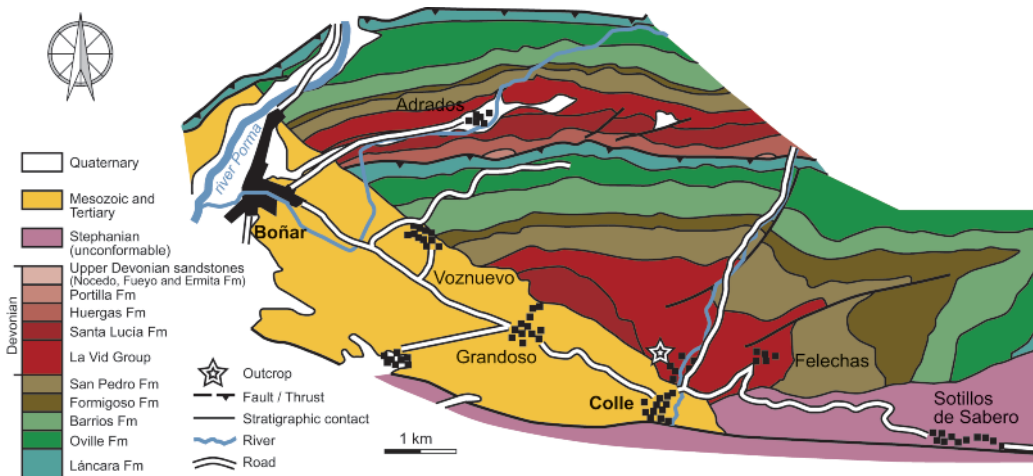 Adrados
river Porma
Boñar
Voznuevo
Grandoso
Felechas
Colle
Sotillos
de Sabero
Quaternary
Mesozoic and
Tertiary
Stephanian
(unconformable)
Devonian
Upper Devonian sandstones
(Nocedo, Fueyo and Ermita Fm)
Portilla Fm
Huergas Fm
Santa Lucia Fm
La Vid Group
San Pedro Fm
Formigoso Fm
Barrios Fm
Oville Fm
Láncara Fm
Outcrop
Fault / Thrust
Stratigraphic contact
River
Road
1 km